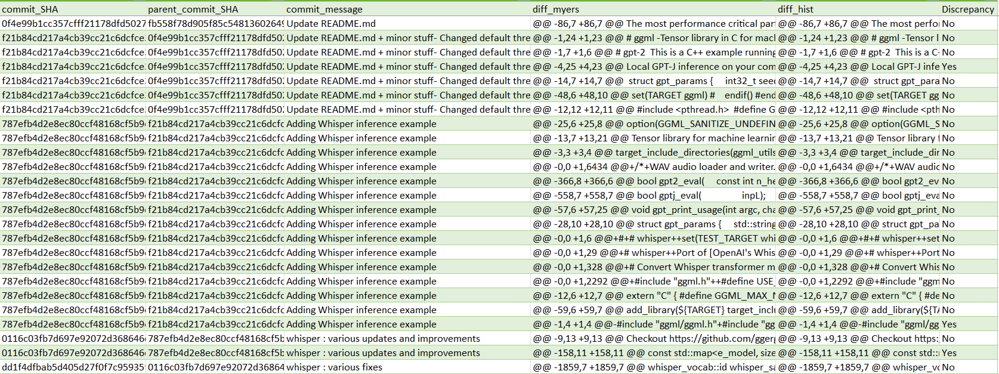 commit_SHA parent_commit_SHA commit_message diff_myers diff_hist Discrepancy
0f4e99b1cc357cfff21178dfd5027 fb558f78d905f85c54813602649 Update README.md @@ -86,7 +86,7 @@ The most performance critical par @@ -86,7 +86,7 @@ The most perfo No
f21b84cd217a4cb39cc21c6dcfce 0f4e99b1cc357cfff21178dfd50 Update README.md + minor stuff- Changed default thre @@ -1,24 +1,23 @@ # ggml -Tensor library in C for mac @@ -1,24 +1,23 @@ # ggml -Tensor l No
f21b84cd217a4cb39cc21c6dcfce 0f4e99b1cc357cfff21178dfd50 Update README.md + minor stuff- Changed default thre @@ -1,7 +1,6 @@ # gpt-2 This is a C++ example running @@ -1,7 +1,6 @@ # gpt-2 This is a C No
f21b84cd217a4cb39cc21c6dcfce 0f4e99b1cc357cfff21178dfd50 Update README.md + minor stuff- Changed default thre @@ -4,25 +4,23 @@ Local GPT-J inference on your com @@ -4,25 +4,23 @@ Local GPT-J infe Yes
f21b84cd217a4cb39cc21c6dcfce 0f4e99b1cc357cfff21178dfd50 Update README.md + minor stuff- Changed default thre @@ -14,7 +14,7 @@ struct gpt_params { int32_t see @@ -14,7 +14,7 @@ struct gpt_para No
f21b84cd217a4cb39cc21c6dcfce 0f4e99b1cc357cfff21178dfd50 Update README.md + minor stuff- Changed default thre @@ -48,6 +48,10 @@ set(TARGET ggml) # endif() #end @@ -48,6 +48,10 @@ set(TARGET gg No
f21b84cd217a4cb39cc21c6dcfce 0f4e99b1cc357cfff21178dfd50 Update README.md + minor stuff- Changed default thre @@ -12,12 +12,11 @@ #include <pthread.h> #define G @@ -12,12 +12,11 @@ #include <pth No
787efb4d2e8ec80ccf48168cf5b9 f21b84cd217a4cb39cc21c6dcfc Adding Whisper inference example @@ -25,6 +25,8 @@ option(GGML_SANITIZE_UNDEFIN @@ -25,6 +25,8 @@ option(GGML_S No
787efb4d2e8ec80ccf48168cf5b9 f21b84cd217a4cb39cc21c6dcfc Adding Whisper inference example @@ -13,7 +13,21 @@ Tensor library for machine learnin @@ -13,7 +13,21 @@ Tensor library No
787efb4d2e8ec80ccf48168cf5b9 f21b84cd217a4cb39cc21c6dcfc Adding Whisper inference example @@ -3,3 +3,4 @@ target_include_directories(ggml_utils @@ -3,3 +3,4 @@ target_include_dir No
787efb4d2e8ec80ccf48168cf5b9 f21b84cd217a4cb39cc21c6dcfc Adding Whisper inference example @@ -0,0 +1,6434 @@+/*+WAV audio loader and writer. @@ -0,0 +1,6434 @@+/*+WAV audio No
787efb4d2e8ec80ccf48168cf5b9 f21b84cd217a4cb39cc21c6dcfc Adding Whisper inference example @@ -366,8 +366,6 @@ bool gpt2_eval( const int n_he @@ -366,8 +366,6 @@ bool gpt2_ev No
787efb4d2e8ec80ccf48168cf5b9 f21b84cd217a4cb39cc21c6dcfc Adding Whisper inference example @@ -558,7 +558,7 @@ bool gptj_eval( inpL); @@ -558,7 +558,7 @@ bool gptj_eva No
787efb4d2e8ec80ccf48168cf5b9 f21b84cd217a4cb39cc21c6dcfc Adding Whisper inference example @@ -57,6 +57,25 @@ void gpt_print_usage(int argc, cha @@ -57,6 +57,25 @@ void gpt_print_ No
787efb4d2e8ec80ccf48168cf5b9 f21b84cd217a4cb39cc21c6dcfc Adding Whisper inference example @@ -28,10 +28,10 @@ struct gpt_params { std::string @@ -28,10 +28,10 @@ struct gpt_pa No
787efb4d2e8ec80ccf48168cf5b9 f21b84cd217a4cb39cc21c6dcfc Adding Whisper inference example @@ -0,0 +1,6 @@+#+# whisper++set(TEST_TARGET whi @@ -0,0 +1,6 @@+#+# whisper++set No
787efb4d2e8ec80ccf48168cf5b9 f21b84cd217a4cb39cc21c6dcfc Adding Whisper inference example @@ -0,0 +1,29 @@+# whisper++Port of [OpenAI's Whis @@ -0,0 +1,29 @@+# whisper++Port No
787efb4d2e8ec80ccf48168cf5b9 f21b84cd217a4cb39cc21c6dcfc Adding Whisper inference example @@ -0,0 +1,328 @@+# Convert Whisper transformer m @@ -0,0 +1,328 @@+# Convert Whis No
787efb4d2e8ec80ccf48168cf5b9 f21b84cd217a4cb39cc21c6dcfc Adding Whisper inference example @@ -0,0 +1,2292 @@+#include "ggml.h"++#define USE_ @@ -0,0 +1,2292 @@+#include "ggm No
787efb4d2e8ec80ccf48168cf5b9 f21b84cd217a4cb39cc21c6dcfc Adding Whisper inference example @@ -12,6 +12,7 @@ extern "C" { #define GGML_MAX_N @@ -12,6 +12,7 @@ extern "C" { #de No
787efb4d2e8ec80ccf48168cf5b9 f21b84cd217a4cb39cc21c6dcfc Adding Whisper inference example @@ -59,6 +59,7 @@ add_library(${TARGET} target_inclu @@ -59,6 +59,7 @@ add_library(${TA No
787efb4d2e8ec80ccf48168cf5b9 f21b84cd217a4cb39cc21c6dcfc Adding Whisper inference example @@ -1,4 +1,4 @@-#include "ggml/ggml.h"+#include "gg @@ -1,4 +1,4 @@-#include "ggml/gg Yes
0116c03fb7d697e92072d368646 787efb4d2e8ec80ccf48168cf5b whisper : various updates and improvements @@ -9,13 +9,13 @@ Checkout https://github.com/gger @@ -9,13 +9,13 @@ Checkout https: No
0116c03fb7d697e92072d368646 787efb4d2e8ec80ccf48168cf5b whisper : various updates and improvements @@ -158,11 +158,11 @@ const std::map<e_model, size @@ -158,11 +158,11 @@ const std:: Yes
dd1f4dfbab5d405d27f0f7c95935 0116c03fb7d697e92072d36864 whisper : various fixes @@ -1859,7 +1859,7 @@ whisper_vocab::id whisper_sa @@ -1859,7 +1859,7 @@ whisper_vo No